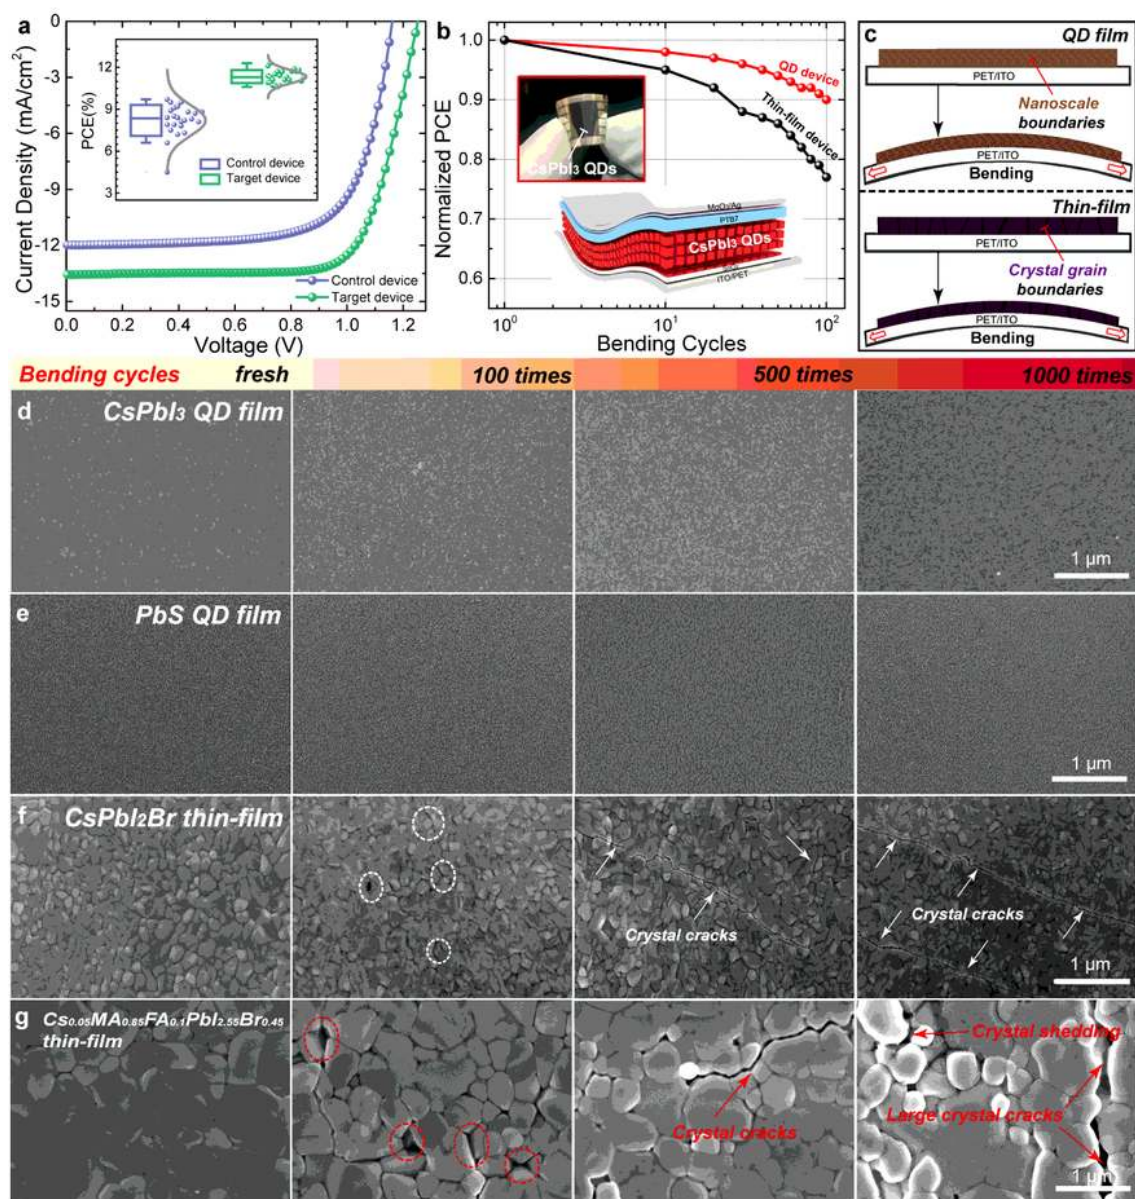 a
Current Density (mA/cm²)
0
-3
-6
-9
-12
-15
0.0
0.2
0.4
0.6
0.8
1.0
1.2
Voltage (V)
PCE(%)
12
9
6
3
Control device
Target device
Control device
Target device
b
Normalized PCE
1.0
0.9
0.8
0.7
0.6
10⁰
10¹
10²
Bending Cycles
QD device
Thin-film device
CsPbI₃ QDs
MoO₃/Ag
PTB7
CsPbI₃ QDs
ITO/PET
c
QD film
PET/ITO
Nanoscale
boundaries
PET/ITO
Bending
Thin-film
PET/ITO
Crystal grain
boundaries
PET/ITO
Bending
Bending cycles
fresh
100 times
500 times
1000 times
d
CsPbI₃ QD film
1 μm
e
PbS QD film
1 μm
f
CsPbI₂Br thin-film
Crystal cracks
Crystal cracks
1 μm
g
Cs₀.₀₅MA₀.₈₅FA₀.₁PbI₂.₅₅Br₀.₄₅
thin-film
Crystal cracks
Crystal shedding
Large crystal cracks
1 μm